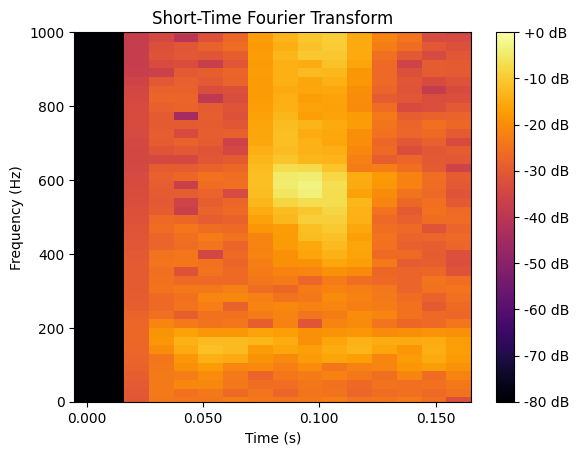 Short-Time Fourier Transform
1000
800
600
400
200
0
Frequency (Hz)
0.000
0.050
0.100
0.150
Time (s)
+0 dB
-10 dB
-20 dB
-30 dB
-40 dB
-50 dB
-60 dB
-70 dB
-80 dB